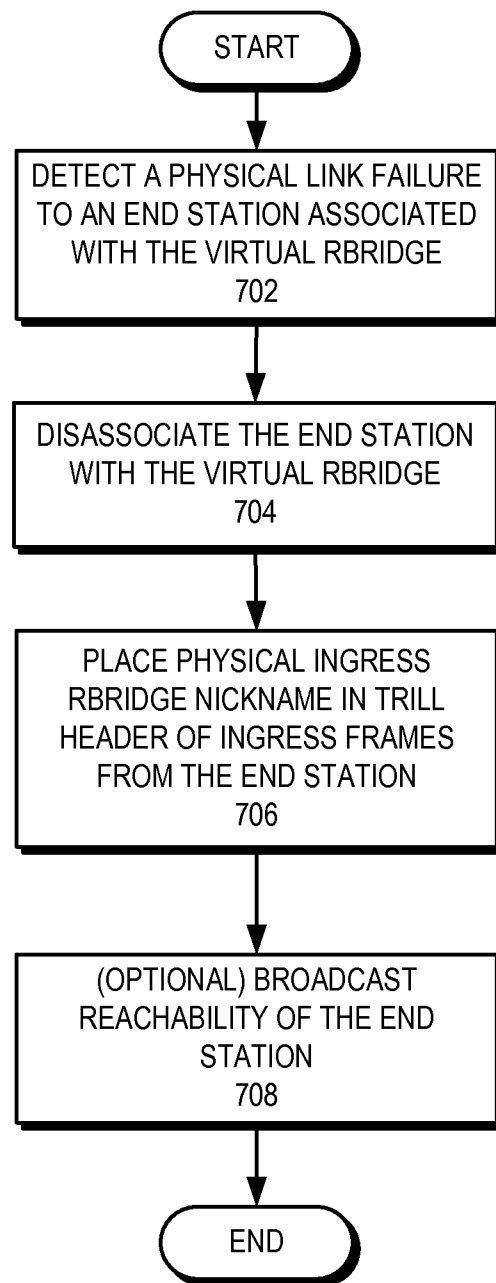 START
DETECT A PHYSICAL LINK FAILURE
TO AN END STATION ASSOCIATED
WITH THE VIRTUAL RBRIDGE
702
DISASSOCIATE THE END STATION
WITH THE VIRTUAL RBRIDGE
704
PLACE PHYSICAL INGRESS
RBRIDGE NICKNAME IN TRILL
HEADER OF INGRESS FRAMES
FROM THE END STATION
706
(OPTIONAL) BROADCAST
REACHABILITY OF THE END
STATION
708
END